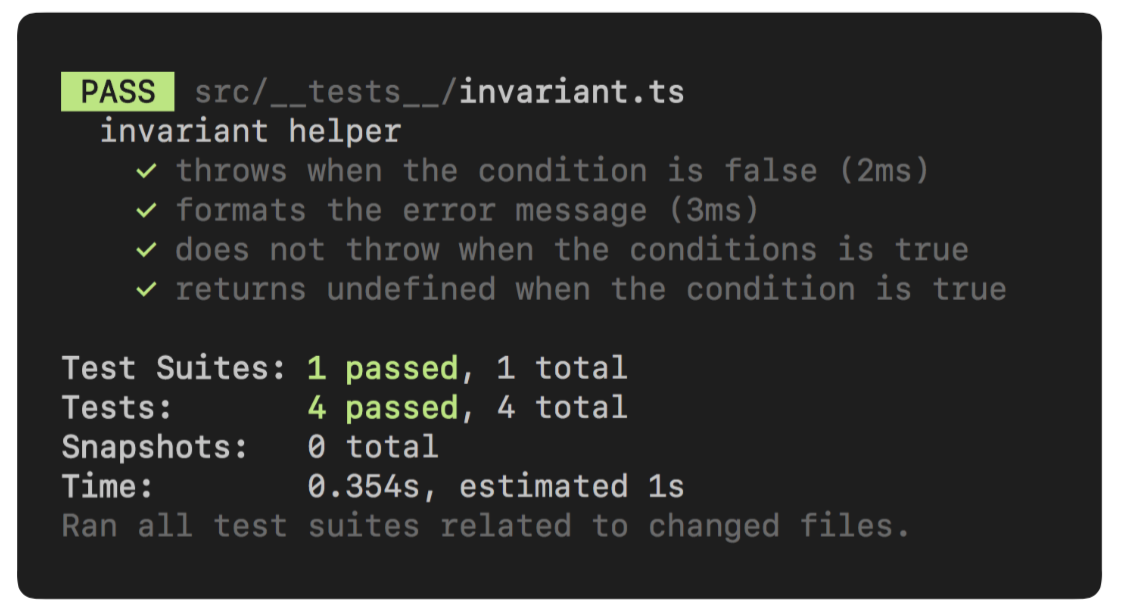 PASS src/__tests__/invariant.ts
invariant helper
✓ throws when the condition is false (2ms)
✓ formats the error message (3ms)
✓ does not throw when the conditions is true
✓ returns undefined when the condition is true
Test Suites: 1 passed, 1 total
Tests: 4 passed, 4 total
Snapshots: 0 total
Time: 0.354s, estimated 1s
Ran all test suites related to changed files.